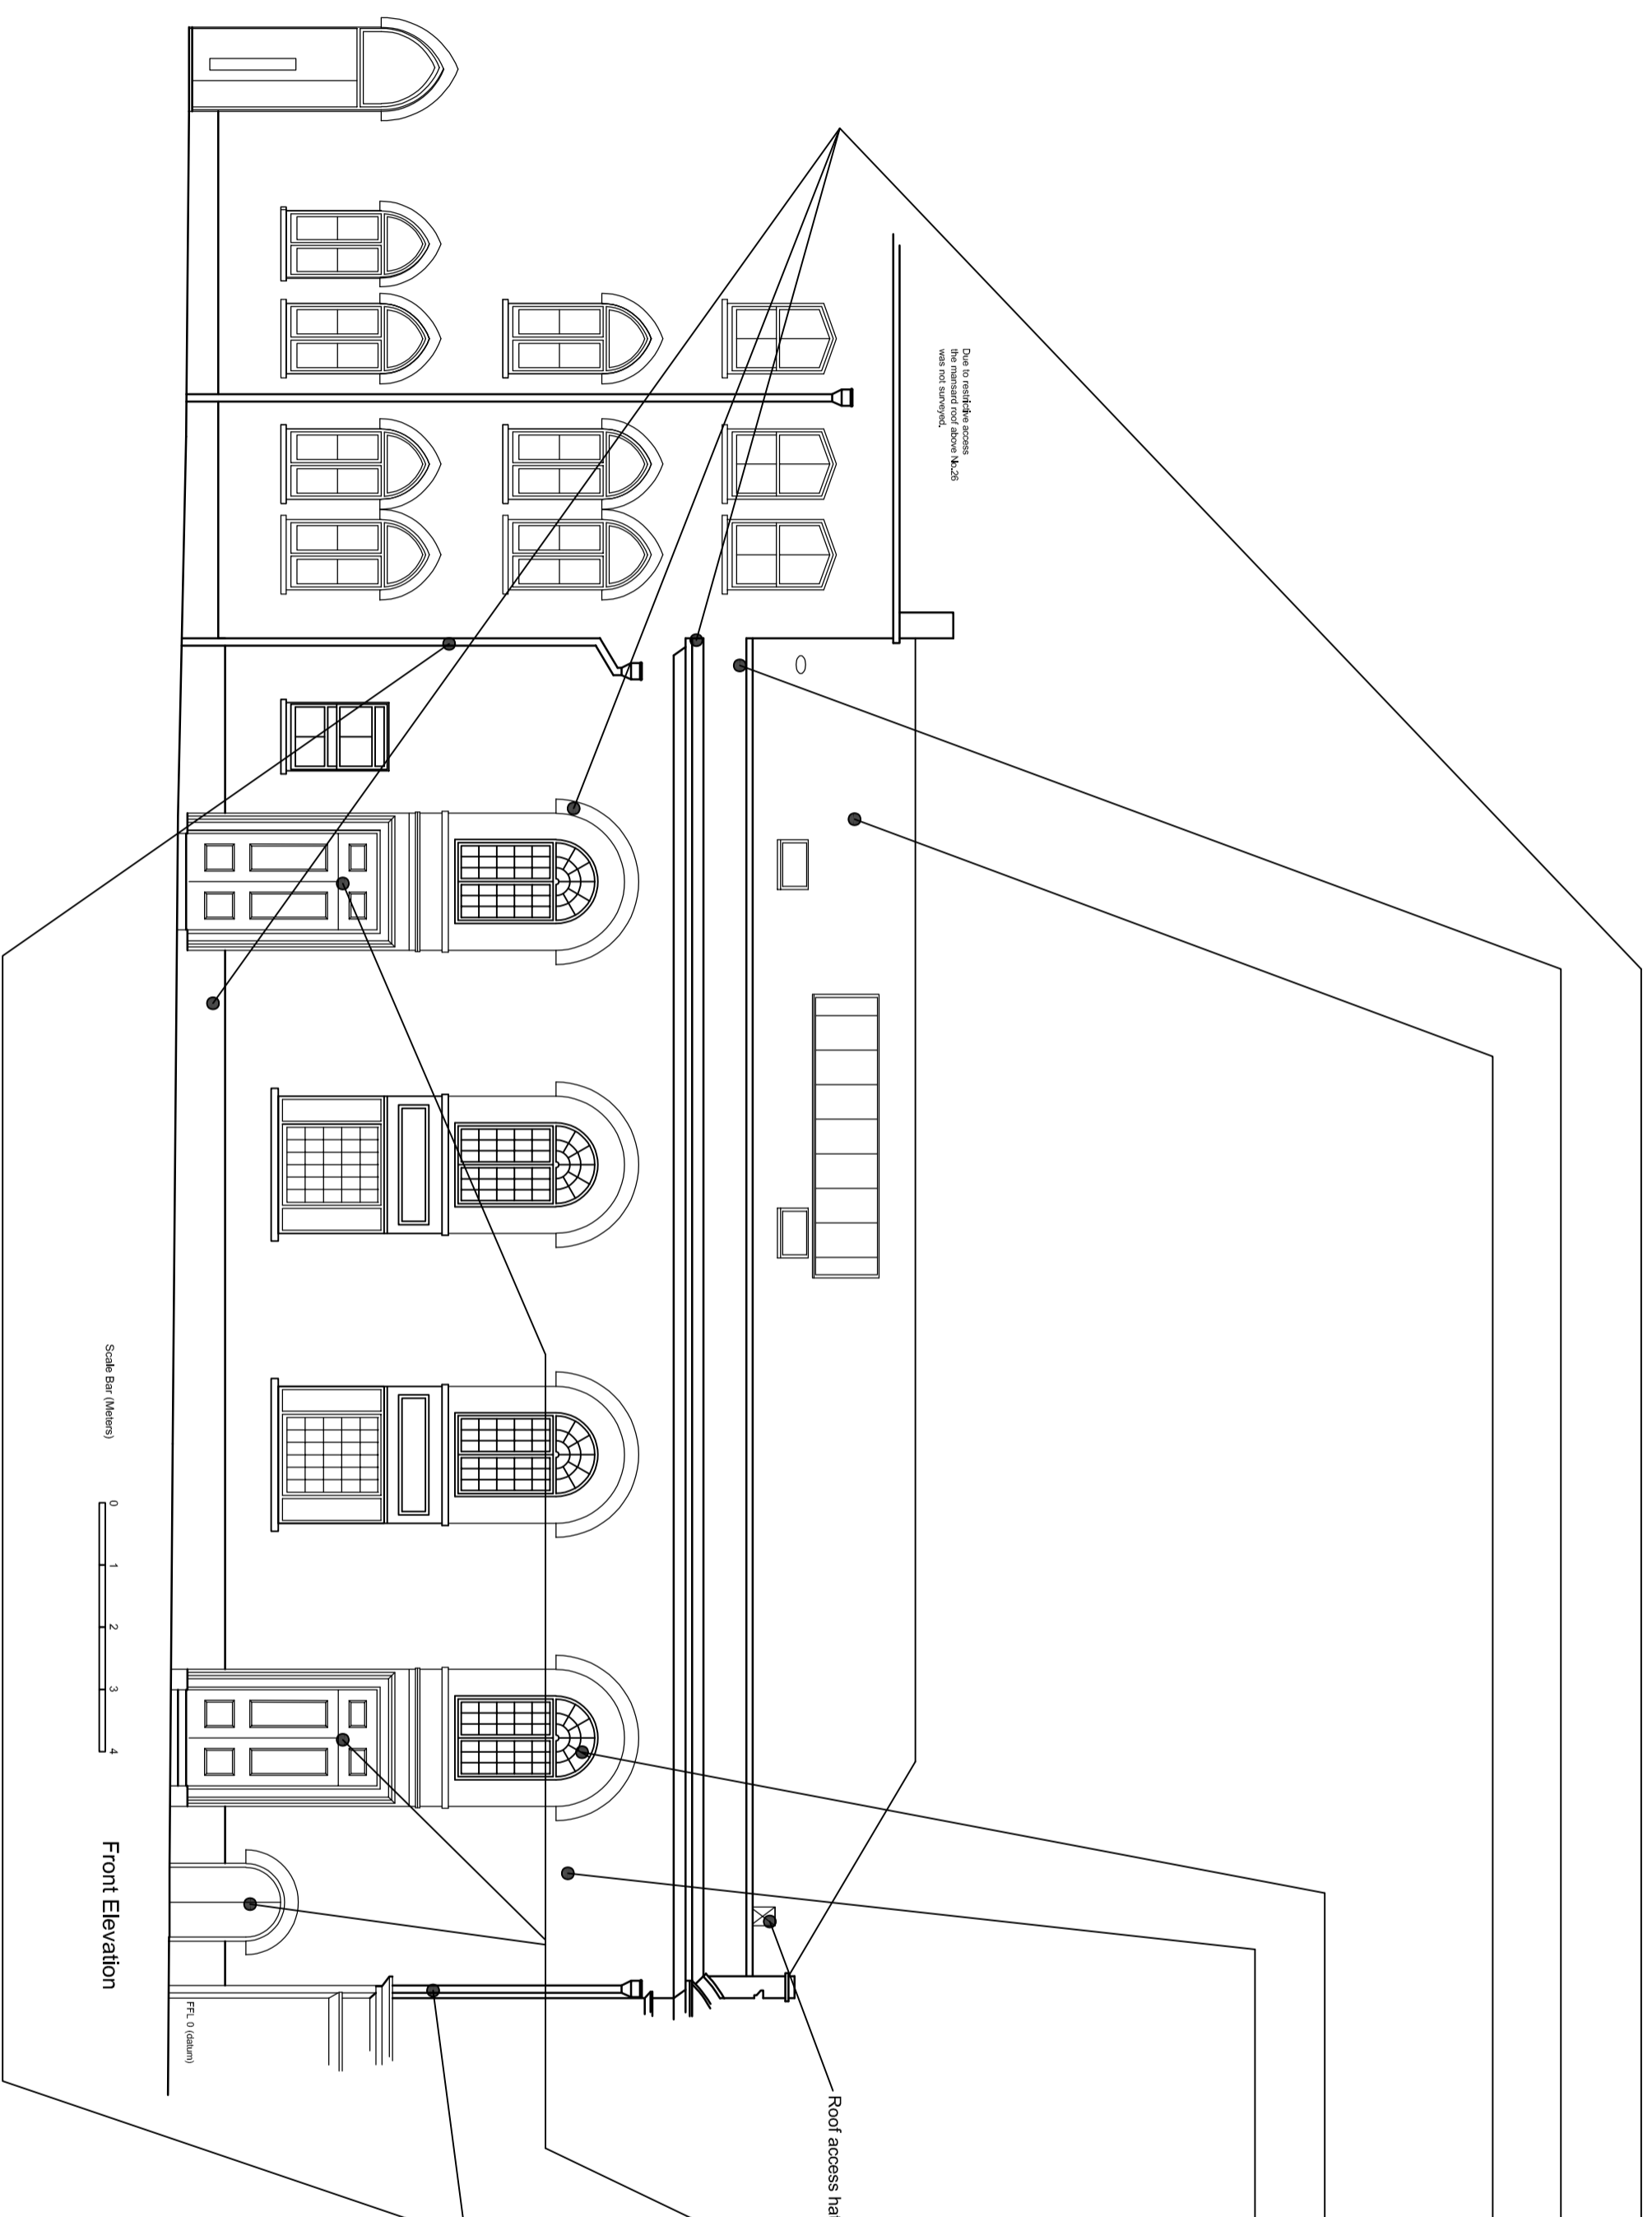 Due to restrictive access
the mansard roof above No.26
was not surveyed.
Roof access hat
Scale Bar (Meters)
0 1 2 3 4
Front Elevation
FFL 0 (datum)